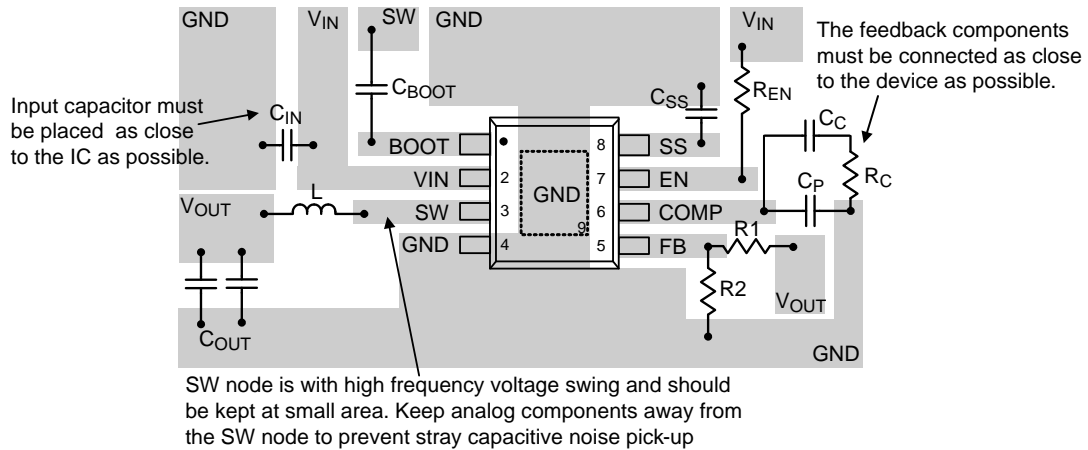 GND
VIN
SW
GND
VIN
The feedback components
must be connected as close
to the device as possible.
Input capacitor must
be placed as close
to the IC as possible.
CIN
CBOOT
CSS
REN
CC
RC
CP
BOOT
8
SS
VIN
2
GND
7
EN
VOUT
L
SW
3
9
6
COMP
GND
4
5
FB
R1
R2
VOUT
COUT
GND
SW node is with high frequency voltage swing and should
be kept at small area. Keep analog components away from
the SW node to prevent stray capacitive noise pick-up